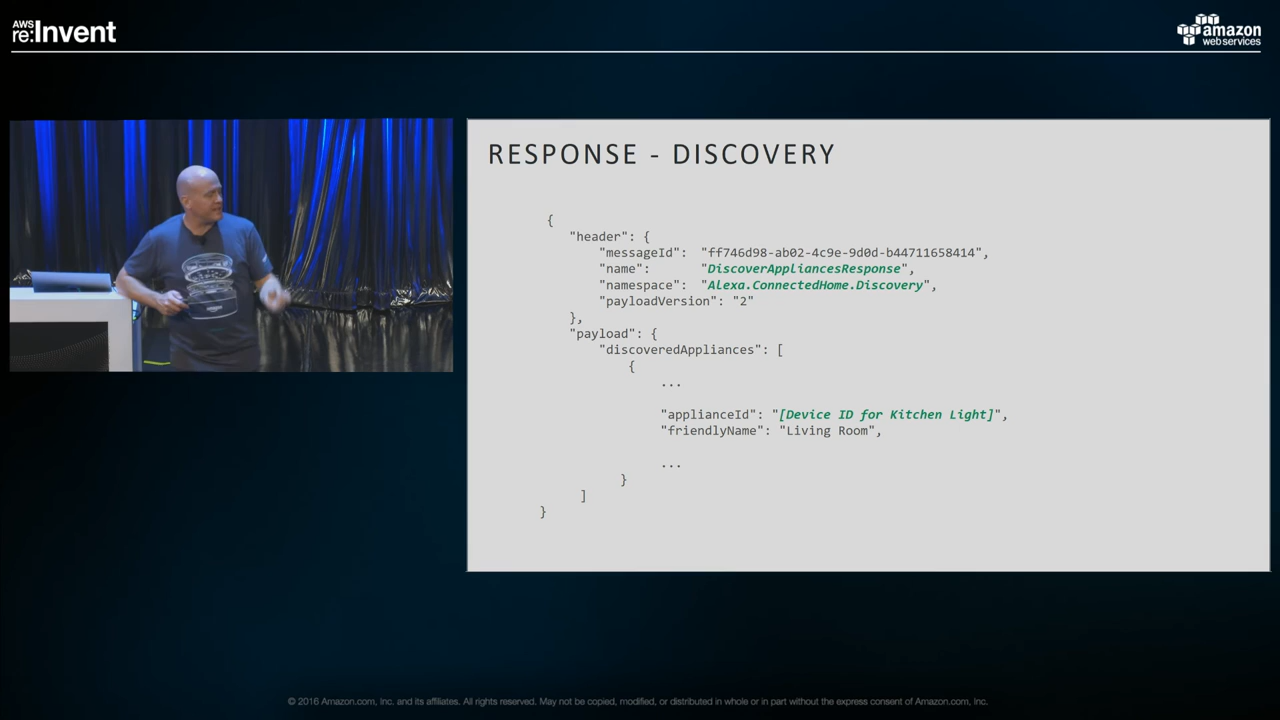 AWS
re:Invent
amazon
web services
RESPONSE - DISCOVERY
{
"header": {
"messageId": "ff746d98-ab02-4c9e-9d0d-b44711658414",
"name": "DiscoverAppliancesResponse",
"namespace": "Alexa.ConnectedHome.Discovery",
"payloadVersion": "2"
},
"payload": {
"discoveredAppliances": [
{
...
"applianceId": "[Device ID for Kitchen Light]",
"friendlyName": "Living Room",
...
}
]
}
© 2016 Amazon.com, Inc. and its affiliates. All rights reserved. May not be copied, modified, or distributed in whole or in part without the express consent of Amazon.com, Inc.